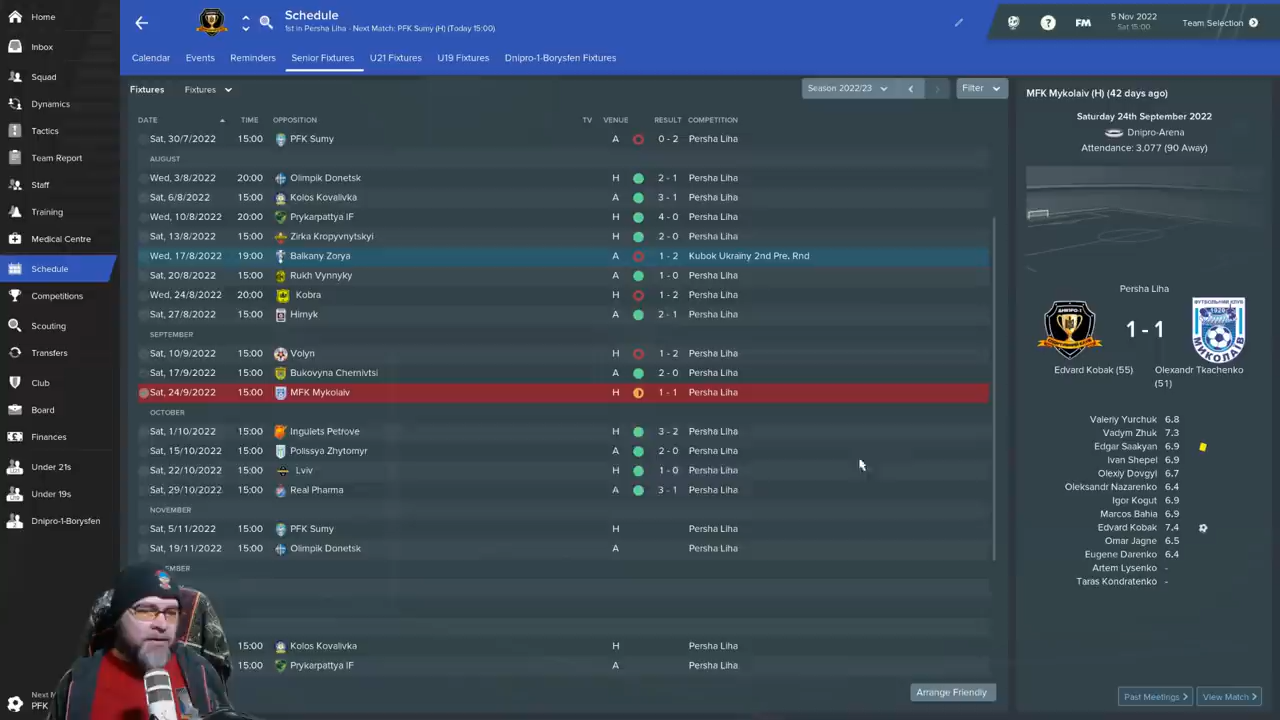 Home
Inbox
Squad
Dynamics
Tactics
Team Report
Staff
Training
Medical Centre
Schedule
Competitions
Scouting
Transfers
Club
Board
Finances
Under 21s
Under 19s
Dnipro-1-Borysfen
Next M
PFK
Schedule
1st in Persha Liha - Next Match: PFK Sumy (H) (Today 15:00)
FM
5 Nov 2022
Sat 15:00
Team Selection
Calendar Events Reminders Senior Fixtures U21 Fixtures U19 Fixtures Dnipro-1-Borysfen Fixtures
Fixtures Fixtures Season 2022/23 Filter
DATE TIME OPPOSITION TV VENUE RESULT COMPETITION
Sat, 30/7/2022 15:00 PFK Sumy A 0 - 2 Persha Liha
AUGUST
Wed, 3/8/2022 20:00 Olimpik Donetsk H 2 - 1 Persha Liha
Sat, 6/8/2022 15:00 Kolos Kovalivka A 3 - 1 Persha Liha
Wed, 10/8/2022 20:00 Prykarpattya IF H 4 - 0 Persha Liha
Sat, 13/8/2022 15:00 Zirka Kropyvnytskyi H 2 - 0 Persha Liha
Wed, 17/8/2022 19:00 Balkany Zorya A 1 - 2 Kubok Ukrainy 2nd Pre. Rnd
Sat, 20/8/2022 15:00 Rukh Vynnyky A 1 - 0 Persha Liha
Wed, 24/8/2022 20:00 Kobra H 1 - 2 Persha Liha
Sat, 27/8/2022 15:00 Hirnyk A 2 - 1 Persha Liha
SEPTEMBER
Sat, 10/9/2022 15:00 Volyn H 1 - 2 Persha Liha
Sat, 17/9/2022 15:00 Bukovyna Chernivtsi A 2 - 0 Persha Liha
Sat, 24/9/2022 15:00 MFK Mykolaiv H 1 - 1 Persha Liha
OCTOBER
Sat, 1/10/2022 15:00 Ingulets Petrove H 3 - 2 Persha Liha
Sat, 15/10/2022 15:00 Polissya Zhytomyr A 2 - 0 Persha Liha
Sat, 22/10/2022 15:00 Lviv H 1 - 0 Persha Liha
Sat, 29/10/2022 15:00 Real Pharma A 3 - 1 Persha Liha
NOVEMBER
Sat, 5/11/2022 15:00 PFK Sumy H Persha Liha
Sat, 19/11/2022 15:00 Olimpik Donetsk A Persha Liha
EMBER
15:00 Kolos Kovalivka H Persha Liha
15:00 Prykarpattya IF A Persha Liha
Arrange Friendly
MFK Mykolaiv (H) (42 days ago)
Saturday 24th September 2022
Dnipro-Arena
Attendance: 3,077 (90 Away)
Persha Liha
ДНИПРО-1
ФУТБОЛЬНИЙ КЛУБ
1920
МИКОЛАЇВ
1 - 1
Edvard Kobak (55)
Olexandr Tkachenko
(51)
Valeriy Yurchuk 6.8
Vadym Zhuk 7.3
Edgar Saakyan 6.9
Ivan Shepel 6.9
Olexiy Dovgyi 6.7
Oleksandr Nazarenko 6.4
Igor Kogut 6.9
Marcos Bahia 6.9
Edvard Kobak 7.4
Omar Jagne 6.5
Eugene Darenko 6.4
Artem Lysenko -
Taras Kondratenko -
Past Meetings
View Match